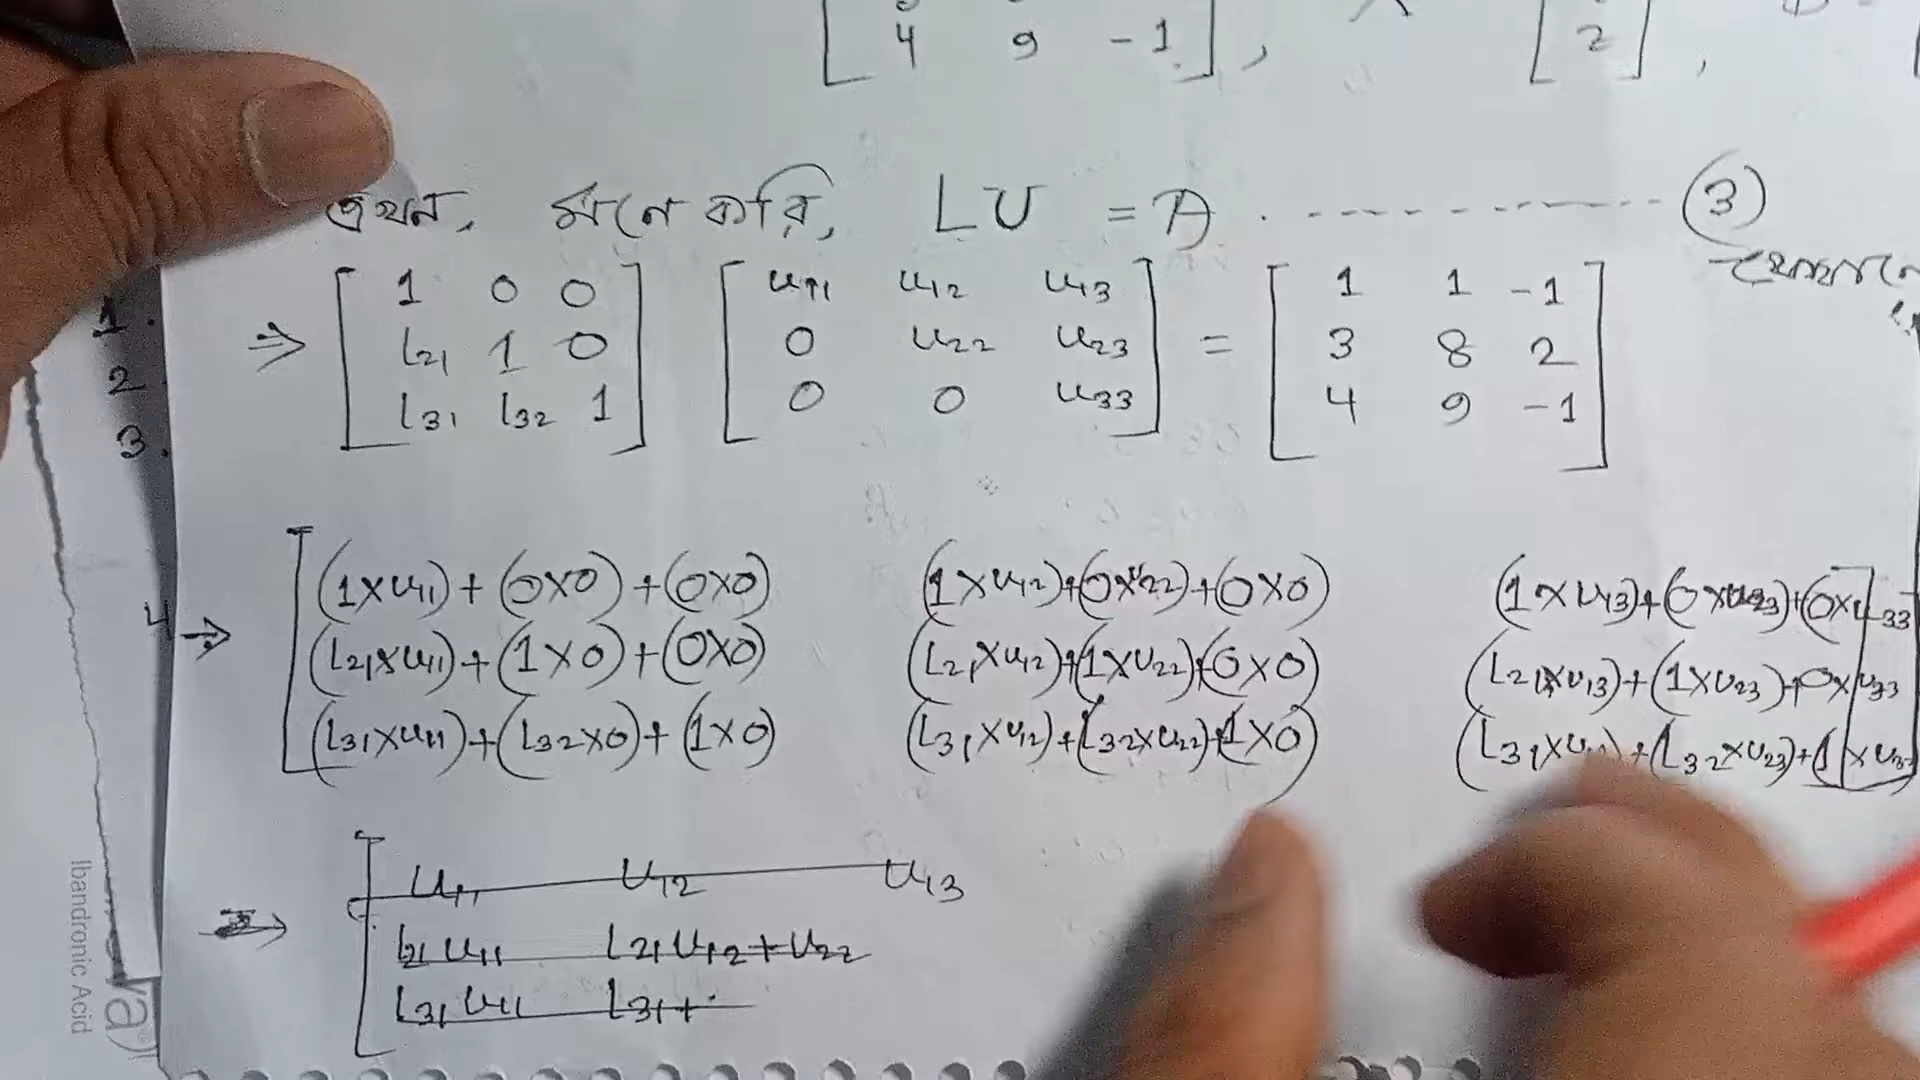 4 9 -1 , 2 ,
এখন, মনে করি, LU = A . ---------- (3)
1. ⇒ [ 1 0 0 ] [ u11 u12 u13 ] = [ 1 1 -1 ]
2 [ L21 1 0 ] [ 0 u22 u23 ] [ 3 8 2 ]
3. [ L31 L32 1 ] [ 0 0 u33 ] [ 4 9 -1 ]
4 → (1×u11)+(0×0)+(0×0) (1×u12)+(0×u22)+(0×0) (1×u13)+(0×u23)+(0×u33
(L21×u11)+(1×0)+(0×0) (L21×u12)+(1×u22)+(0×0) (L21×u13)+(1×u23)+0×u33
(L31×u11)+(L32×0)+(1×0) (L31×u12)+(L32×u22)+(1×0) (L31×u )+(L32×u23)+(1×u3
u11 u12 u13
→ L21 u11 L21 u12+u22
L31 u11 L31+
Ibandronic Acid
va)